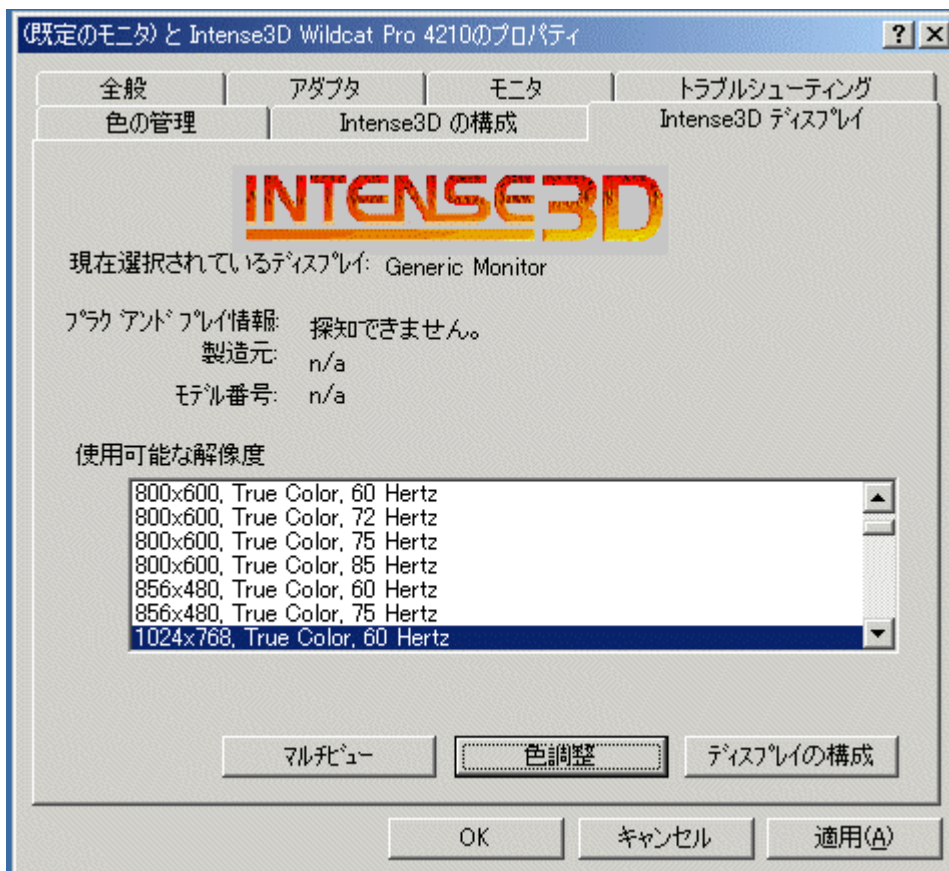 (既定のモニタ) と Intense3D Wildcat Pro 4210のプロパティ
全般 アダプタ モニタ トラブルシューティング
色の管理 Intense3D の構成 Intense3D ディスプレイ
INTENSE3D
現在選択されているディスプレイ: Generic Monitor
プラグ アンド プレイ情報: 探知できません。
製造元: n/a
モデル番号: n/a
使用可能な解像度
800x600, True Color, 60 Hertz
800x600, True Color, 72 Hertz
800x600, True Color, 75 Hertz
800x600, True Color, 85 Hertz
856x480, True Color, 60 Hertz
856x480, True Color, 75 Hertz
1024x768, True Color, 60 Hertz
マルチビュー 色調整 ディスプレイの構成
OK キャンセル 適用(A)